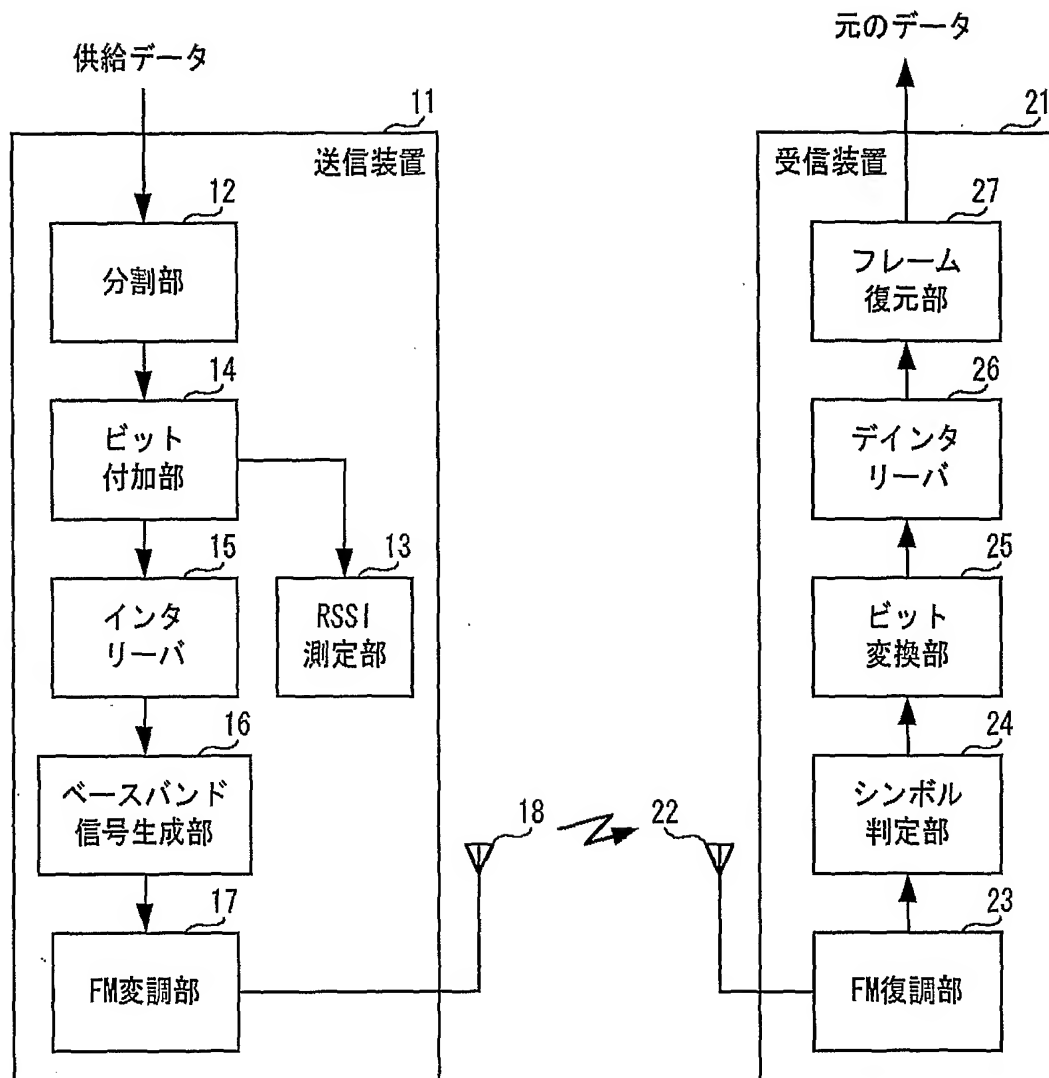 供給データ
11
送信装置
12
分割部
14
ビット
付加部
15
インタ
リーバ
13
RSSI
測定部
16
ベースバンド
信号生成部
17
FM変調部
18
元のデータ
21
受信装置
27
フレーム
復元部
26
デインタ
リーバ
25
ビット
変換部
24
シンボル
判定部
22
23
FM復調部